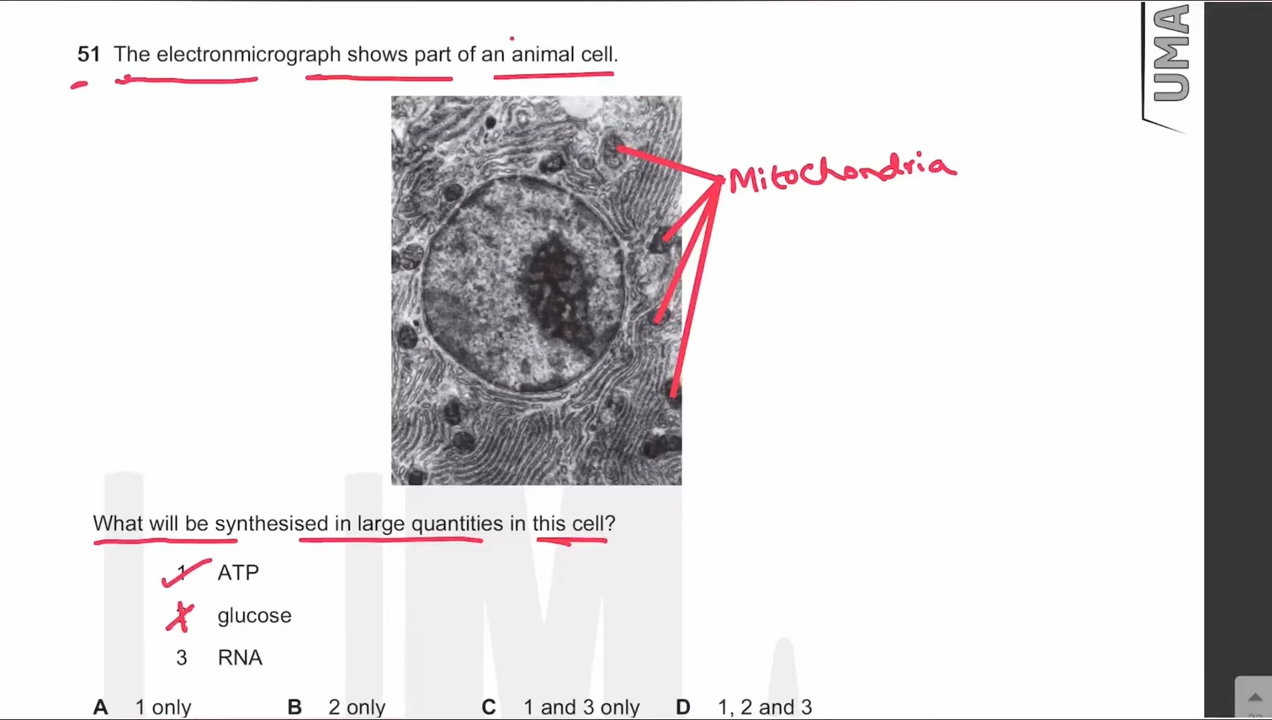 UMA
51 The electronmicrograph shows part of an animal cell.
Mitochondria
What will be synthesised in large quantities in this cell?
1 ATP
glucose
3 RNA
A 1 only B 2 only C 1 and 3 only D 1, 2 and 3